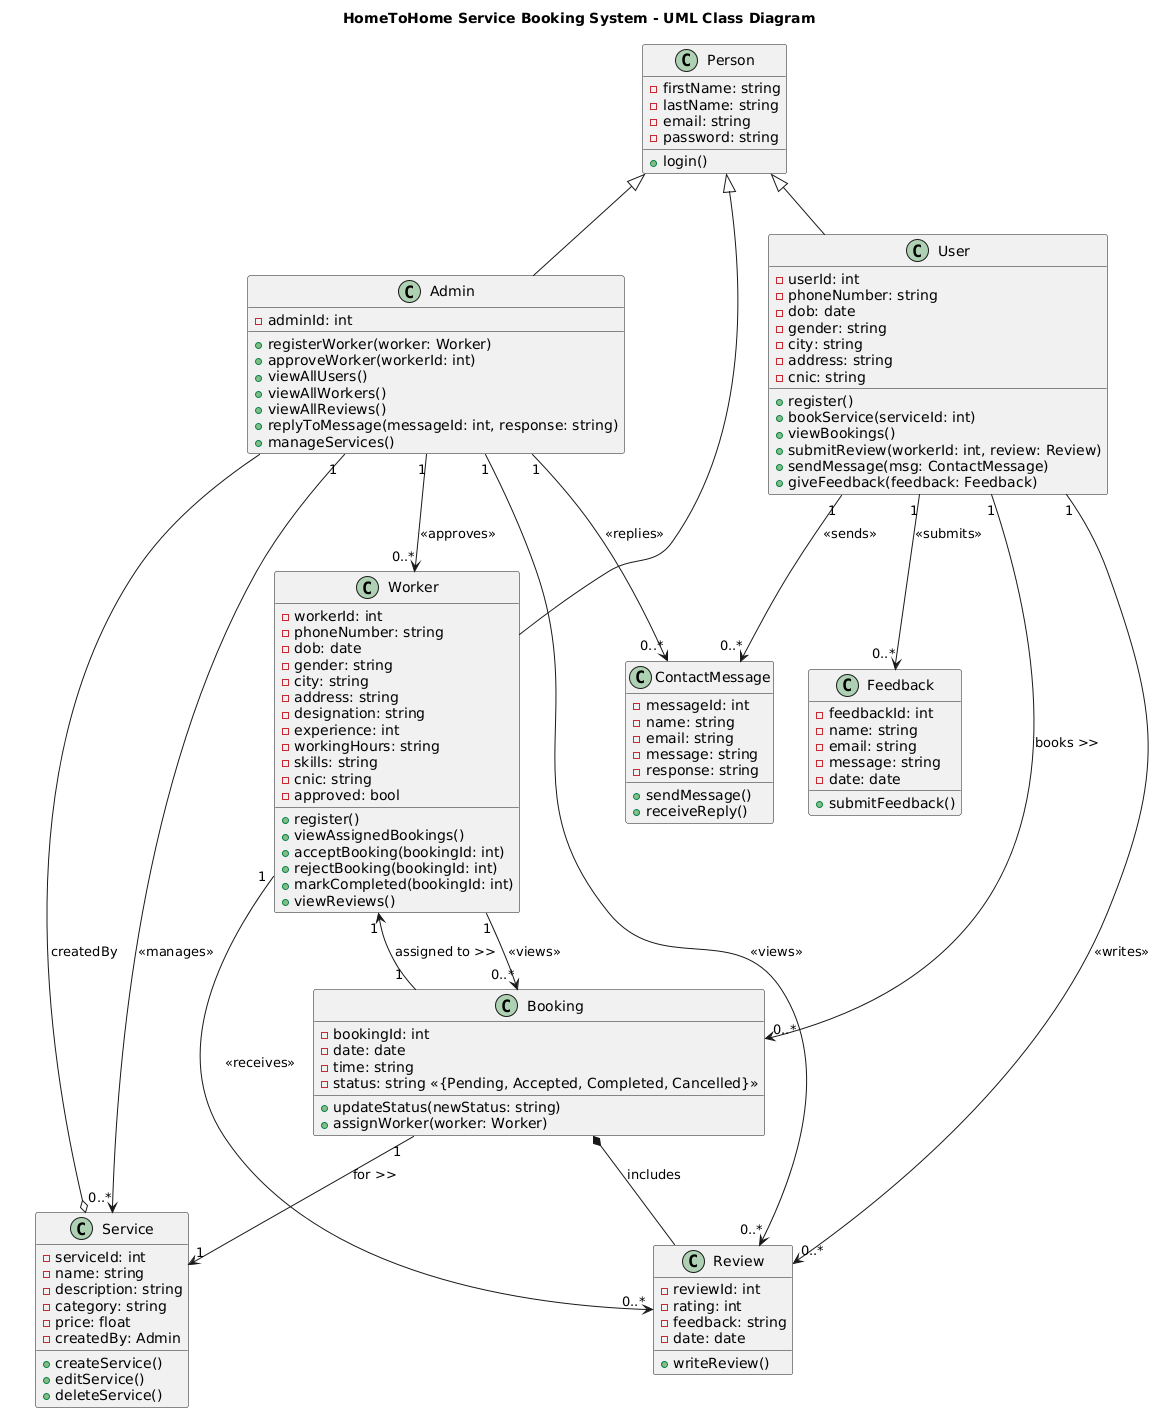 HomeToHome Service Booking System - UML Class Diagram
C Person
firstName: string
lastName: string
email: string
password: string
login()
C Admin
adminId: int
registerWorker(worker: Worker)
approveWorker(workerId: int)
viewAllUsers()
viewAllWorkers()
viewAllReviews()
replyToMessage(messageId: int, response: string)
manageServices()
C User
userId: int
phoneNumber: string
dob: date
gender: string
city: string
address: string
cnic: string
register()
bookService(serviceId: int)
viewBookings()
submitReview(workerId: int, review: Review)
sendMessage(msg: ContactMessage)
giveFeedback(feedback: Feedback)
1
1
1
1
1
1
1
1
«approves»
«replies»
«sends»
«submits»
0..*
0..*
0..*
0..*
C Worker
workerId: int
phoneNumber: string
dob: date
gender: string
city: string
address: string
designation: string
experience: int
workingHours: string
skills: string
cnic: string
approved: bool
register()
viewAssignedBookings()
acceptBooking(bookingId: int)
rejectBooking(bookingId: int)
markCompleted(bookingId: int)
viewReviews()
C ContactMessage
messageId: int
name: string
email: string
message: string
response: string
sendMessage()
receiveReply()
C Feedback
feedbackId: int
name: string
email: string
message: string
date: date
submitFeedback()
books >>
1
1
1
createdBy
«manages»
assigned to >>
«views»
«views»
«writes»
1
0..*
C Booking
bookingId: int
date: date
time: string
status: string «{Pending, Accepted, Completed, Cancelled}»
updateStatus(newStatus: string)
assignWorker(worker: Worker)
0..*
«receives»
1
for >>
includes
0..*
1
0..*
0..*
0..*
C Service
serviceId: int
name: string
description: string
category: string
price: float
createdBy: Admin
createService()
editService()
deleteService()
C Review
reviewId: int
rating: int
feedback: string
date: date
writeReview()